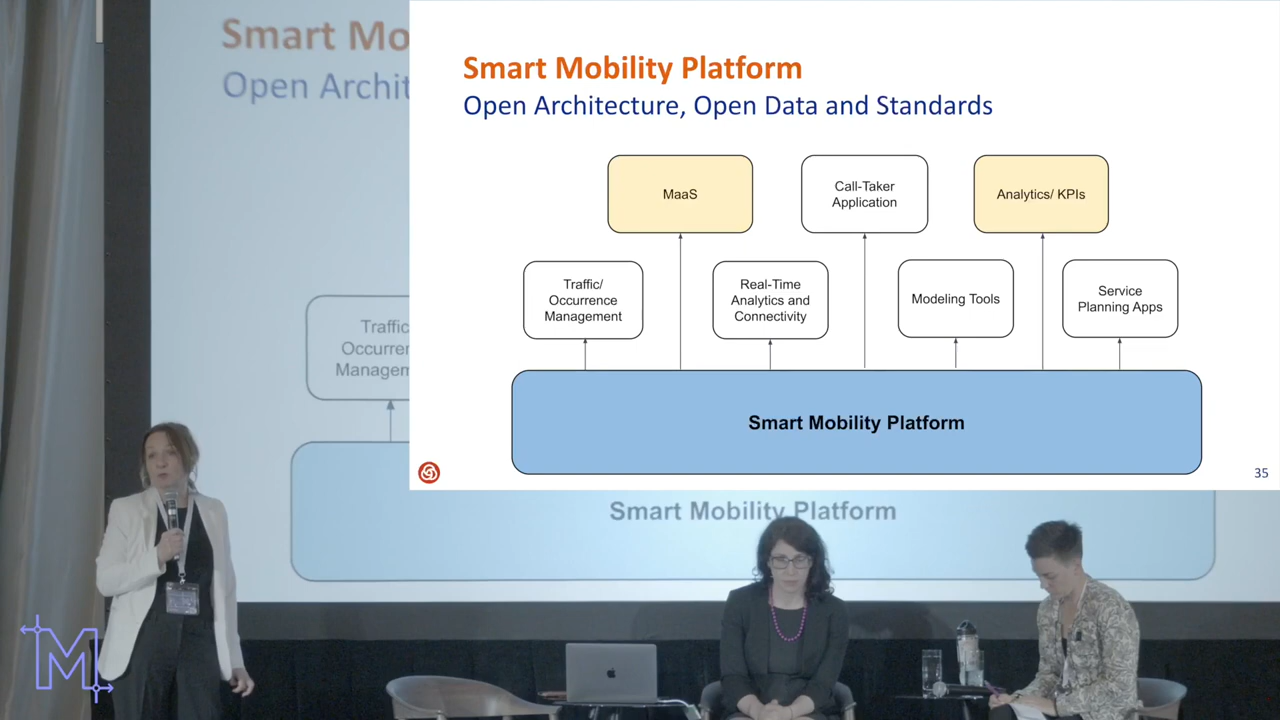 Smart Mo
Open Archit
Traffic
Occurrer
Managem
Smart Mobility Platform
Smart Mobility Platform
Open Architecture, Open Data and Standards
MaaS
Call-Taker
Application
Analytics/ KPIs
Traffic/
Occurrence
Management
Real-Time
Analytics and
Connectivity
Modeling Tools
Service
Planning Apps
Smart Mobility Platform
35
M